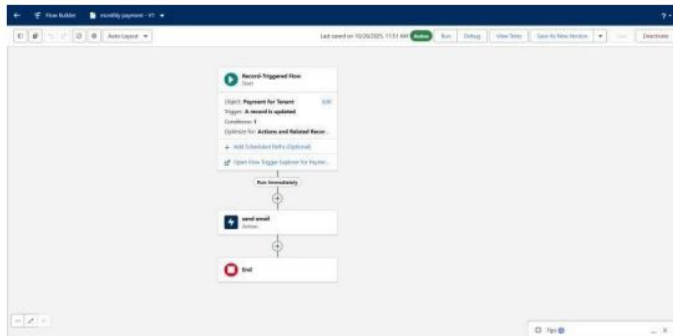 Flow Builder monthly payment - V1
Auto-Layout Last saved on 10/20/2025, 11:51 AM Active Run Debug View Tests Save As New Version Save Deactivate
Record-Triggered Flow
Start
Object: Payment for Tenant Edit
Trigger: A record is updated
Conditions: 1
Optimize for: Actions and Related Recor...
+ Add Scheduled Paths (Optional)
Open Flow Trigger Explorer for Payme...
Run Immediately
send email
Action
End
Tips